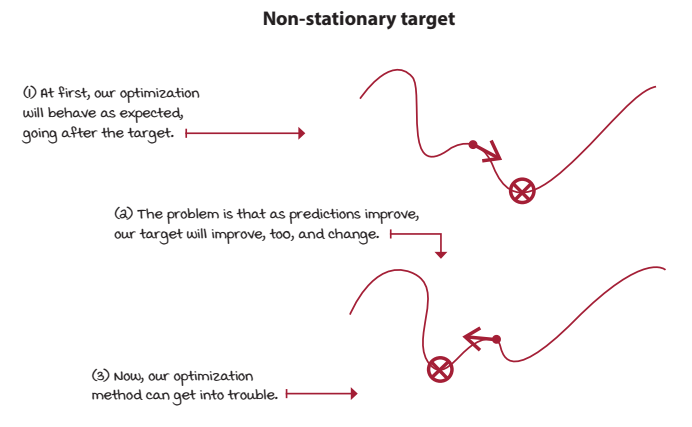 Non-stationary target
(1) At first, our optimization
will behave as expected,
going after the target.
(2) The problem is that as predictions improve,
our target will improve, too, and change.
(3) Now, our optimization
method can get into trouble.